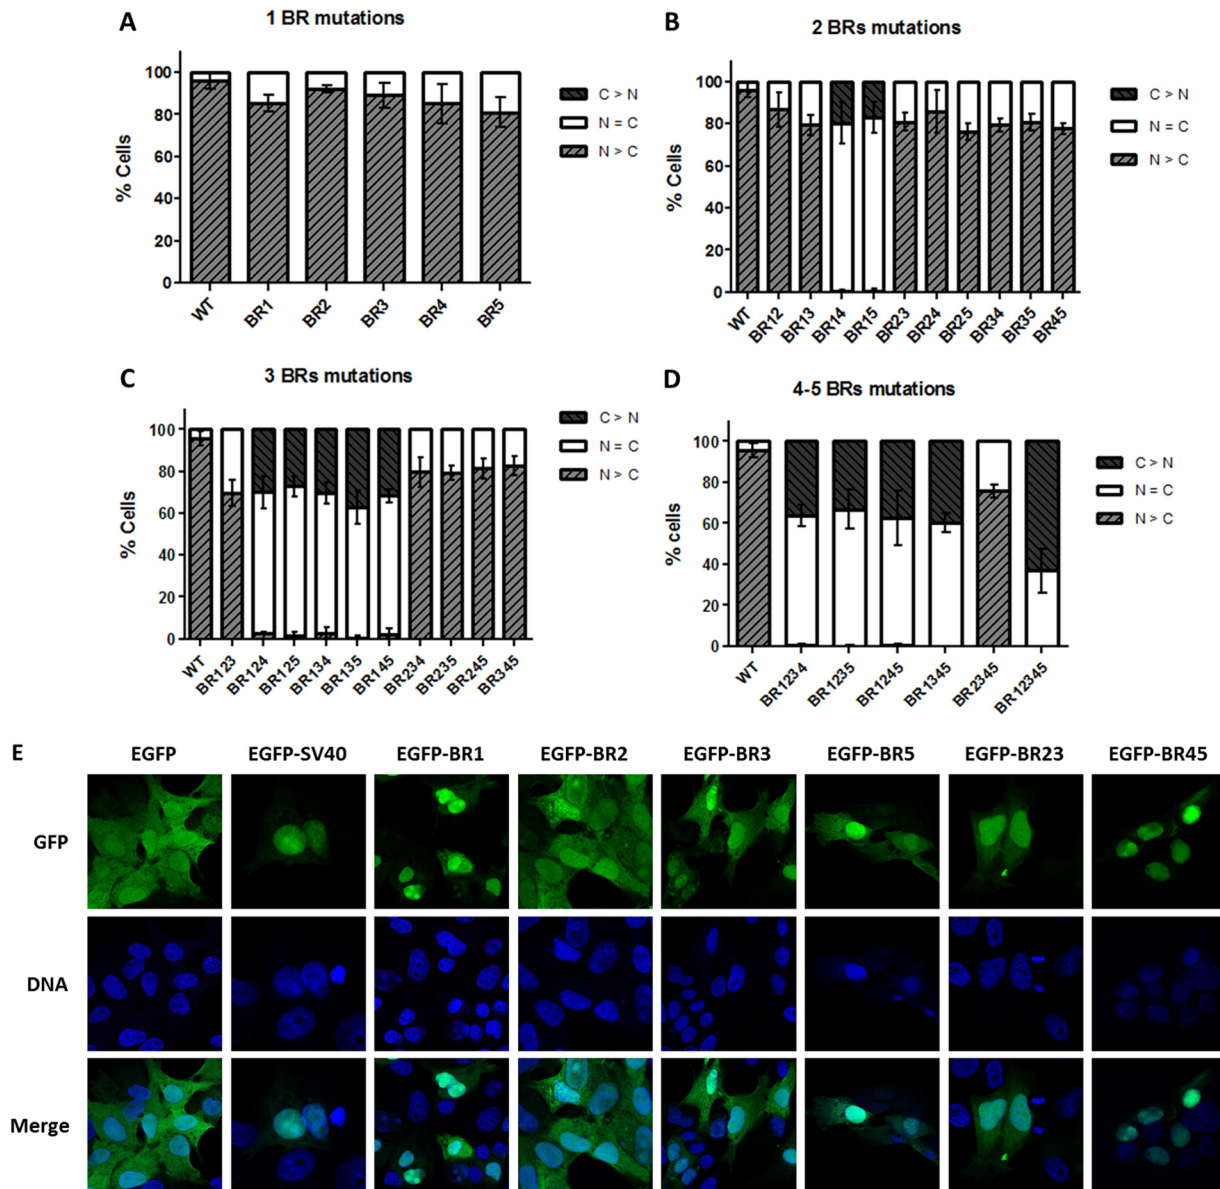 A
1 BR mutations
% Cells
100
80
60
40
20
0
WT
BR1
BR2
BR3
BR4
BR5
C > N
N = C
N > C
B
2 BRs mutations
% Cells
100
80
60
40
20
0
WT
BR12
BR13
BR14
BR15
BR23
BR24
BR25
BR34
BR35
BR45
C > N
N = C
N > C
C
3 BRs mutations
% Cells
100
80
60
40
20
0
WT
BR123
BR124
BR125
BR134
BR135
BR145
BR234
BR235
BR245
BR345
C > N
N = C
N > C
D
4-5 BRs mutations
% cells
100
80
60
40
20
0
WT
BR1234
BR1235
BR1245
BR1345
BR2345
BR12345
C > N
N = C
N > C
E
EGFP EGFP-SV40 EGFP-BR1 EGFP-BR2 EGFP-BR3 EGFP-BR5 EGFP-BR23 EGFP-BR45
GFP
DNA
Merge